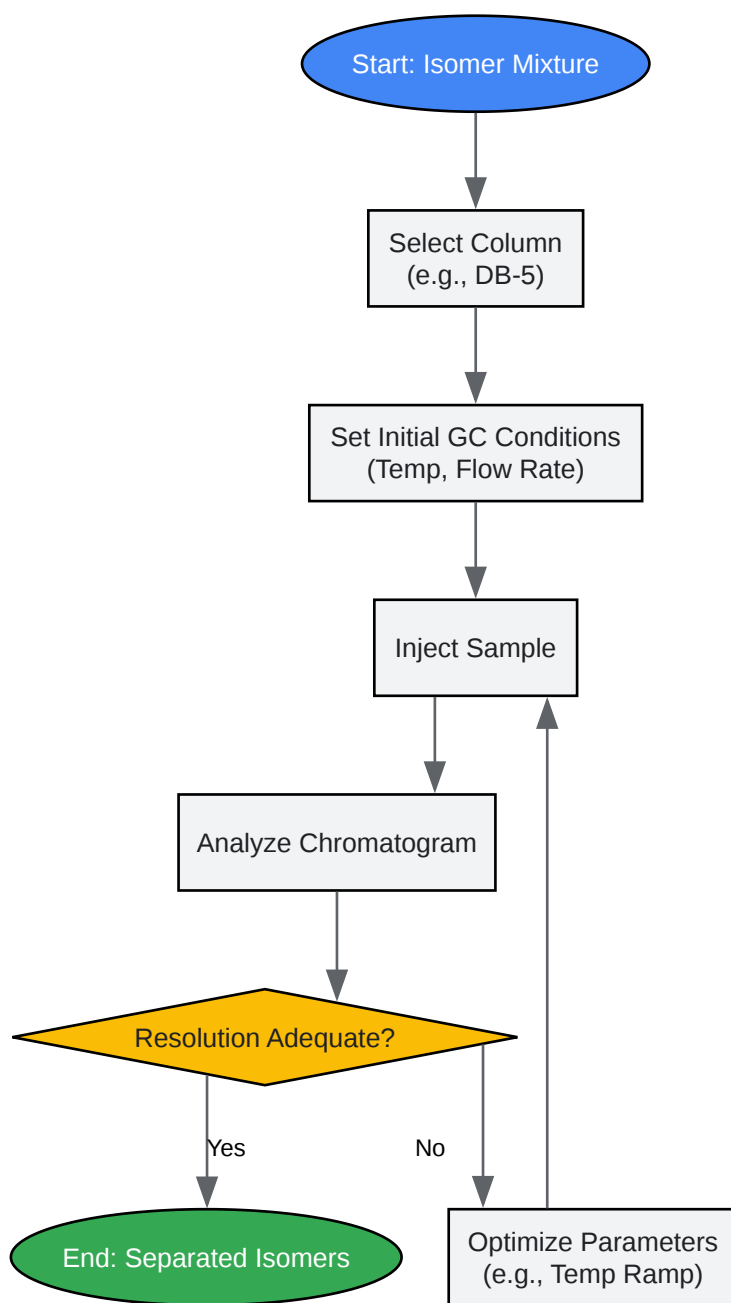 Start: Isomer Mixture
Select Column
(e.g., DB-5)
Set Initial GC Conditions
(Temp, Flow Rate)
Inject Sample
Analyze Chromatogram
Resolution Adequate?
Yes
No
End: Separated Isomers
Optimize Parameters
(e.g., Temp Ramp)